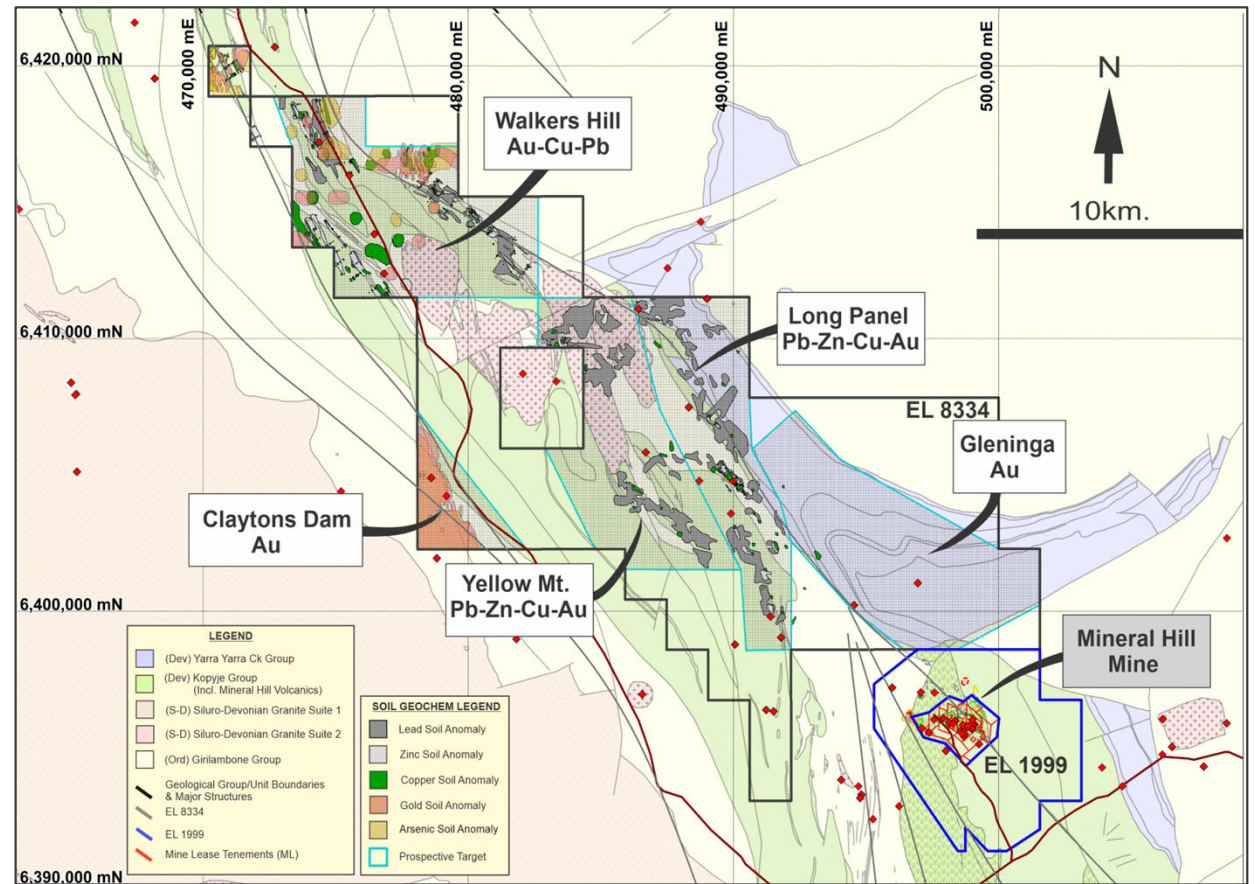 470,000 mE
480,000 mE
490,000 mE
500,000 mE
6,420,000 mN
N
10km.
Walkers Hill
Au-Cu-Pb
6,410,000 mN
Long Panel
Pb-Zn-Cu-Au
EL 8334
Gleninga
Au
Claytons Dam
Au
Yellow Mt.
Pb-Zn-Cu-Au
6,400,000 mN
Mineral Hill
Mine
EL 1999
LEGEND
(Dev) Yarra Yarra Ck Group
(Dev) Kopyje Group
(Incl. Mineral Hill Volcanics)
(S-D) Siluro-Devonian Granite Suite 1
(S-D) Siluro-Devonian Granite Suite 2
(Ord) Girilambone Group
Geological Group/Unit Boundaries
& Major Structures
EL 8334
EL 1999
Mine Lease Tenements (ML)
SOIL GEOCHEM LEGEND
Lead Soil Anomaly
Zinc Soil Anomaly
Copper Soil Anomaly
Gold Soil Anomaly
Arsenic Soil Anomaly
Prospective Target
6,390,000 mN